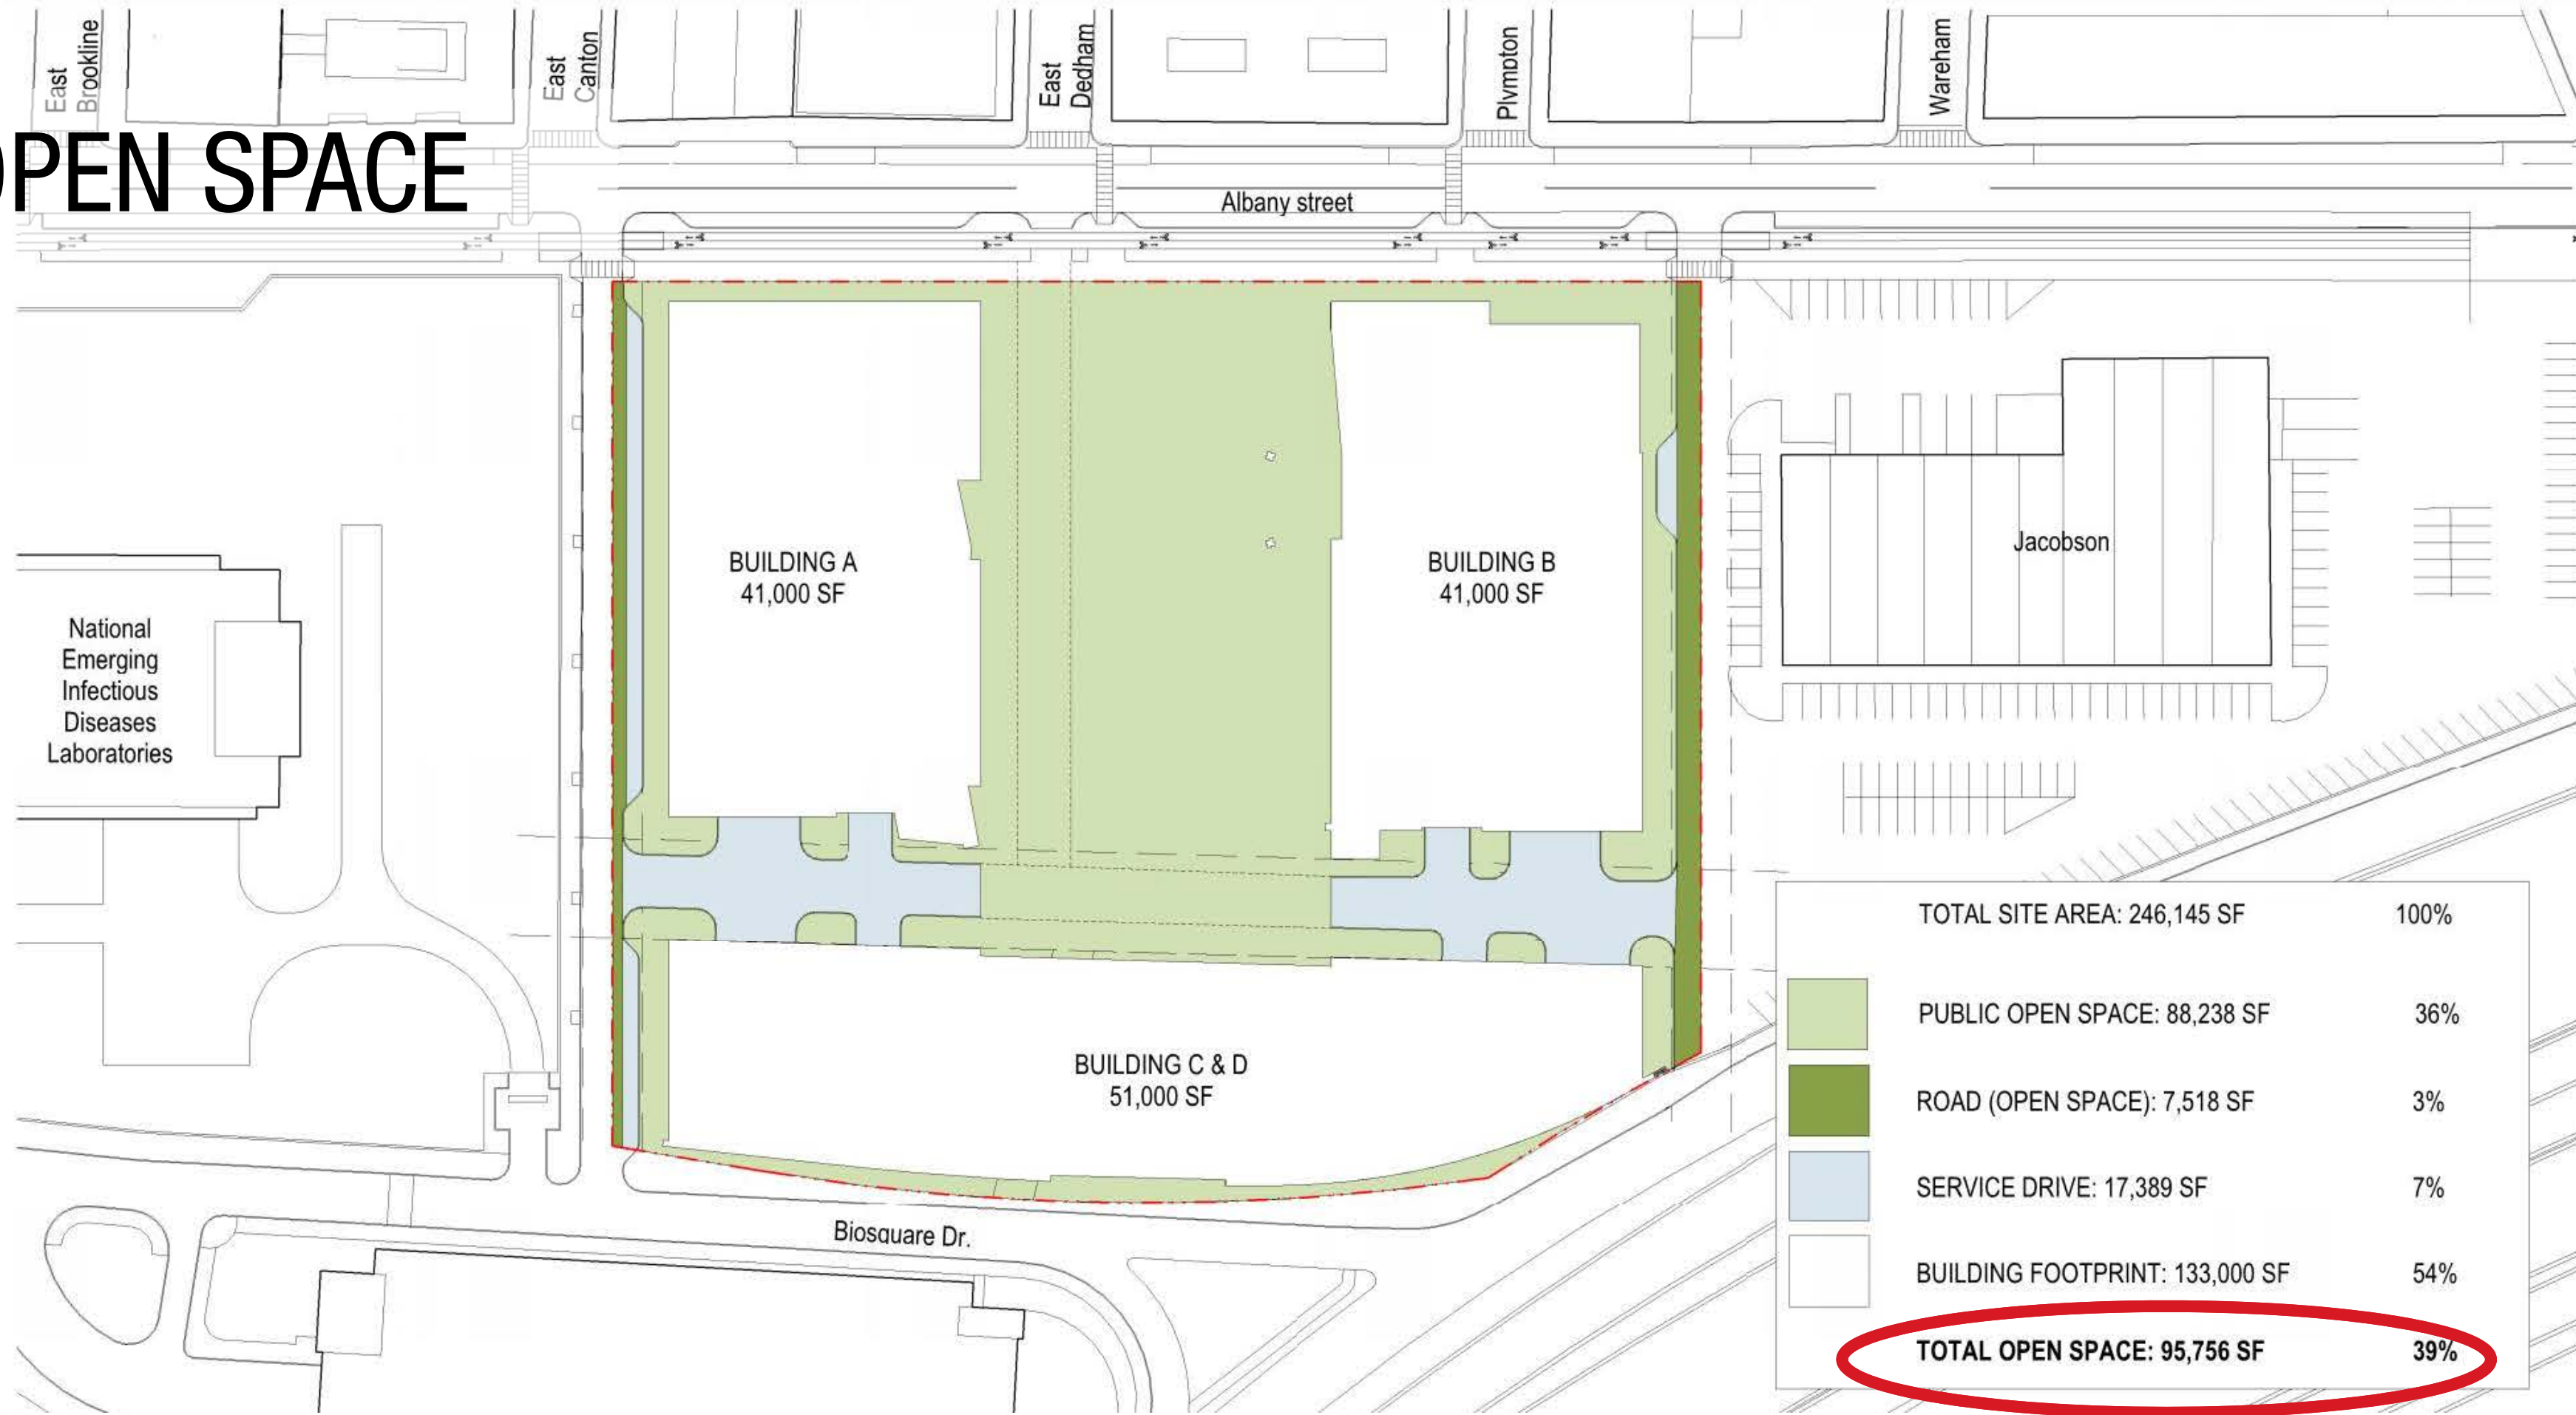 East
Brookline
East
Canton
East
Dedham
Plympton
Wareham
OPEN SPACE
Albany street
BUILDING A
41,000 SF
BUILDING B
41,000 SF
Jacobson
National
Emerging
Infectious
Diseases
Laboratories
BUILDING C & D
51,000 SF
Biosquare Dr.
TOTAL SITE AREA: 246,145 SF 100%
PUBLIC OPEN SPACE: 88,238 SF 36%
ROAD (OPEN SPACE): 7,518 SF 3%
SERVICE DRIVE: 17,389 SF 7%
BUILDING FOOTPRINT: 133,000 SF 54%
TOTAL OPEN SPACE: 95,756 SF 39%